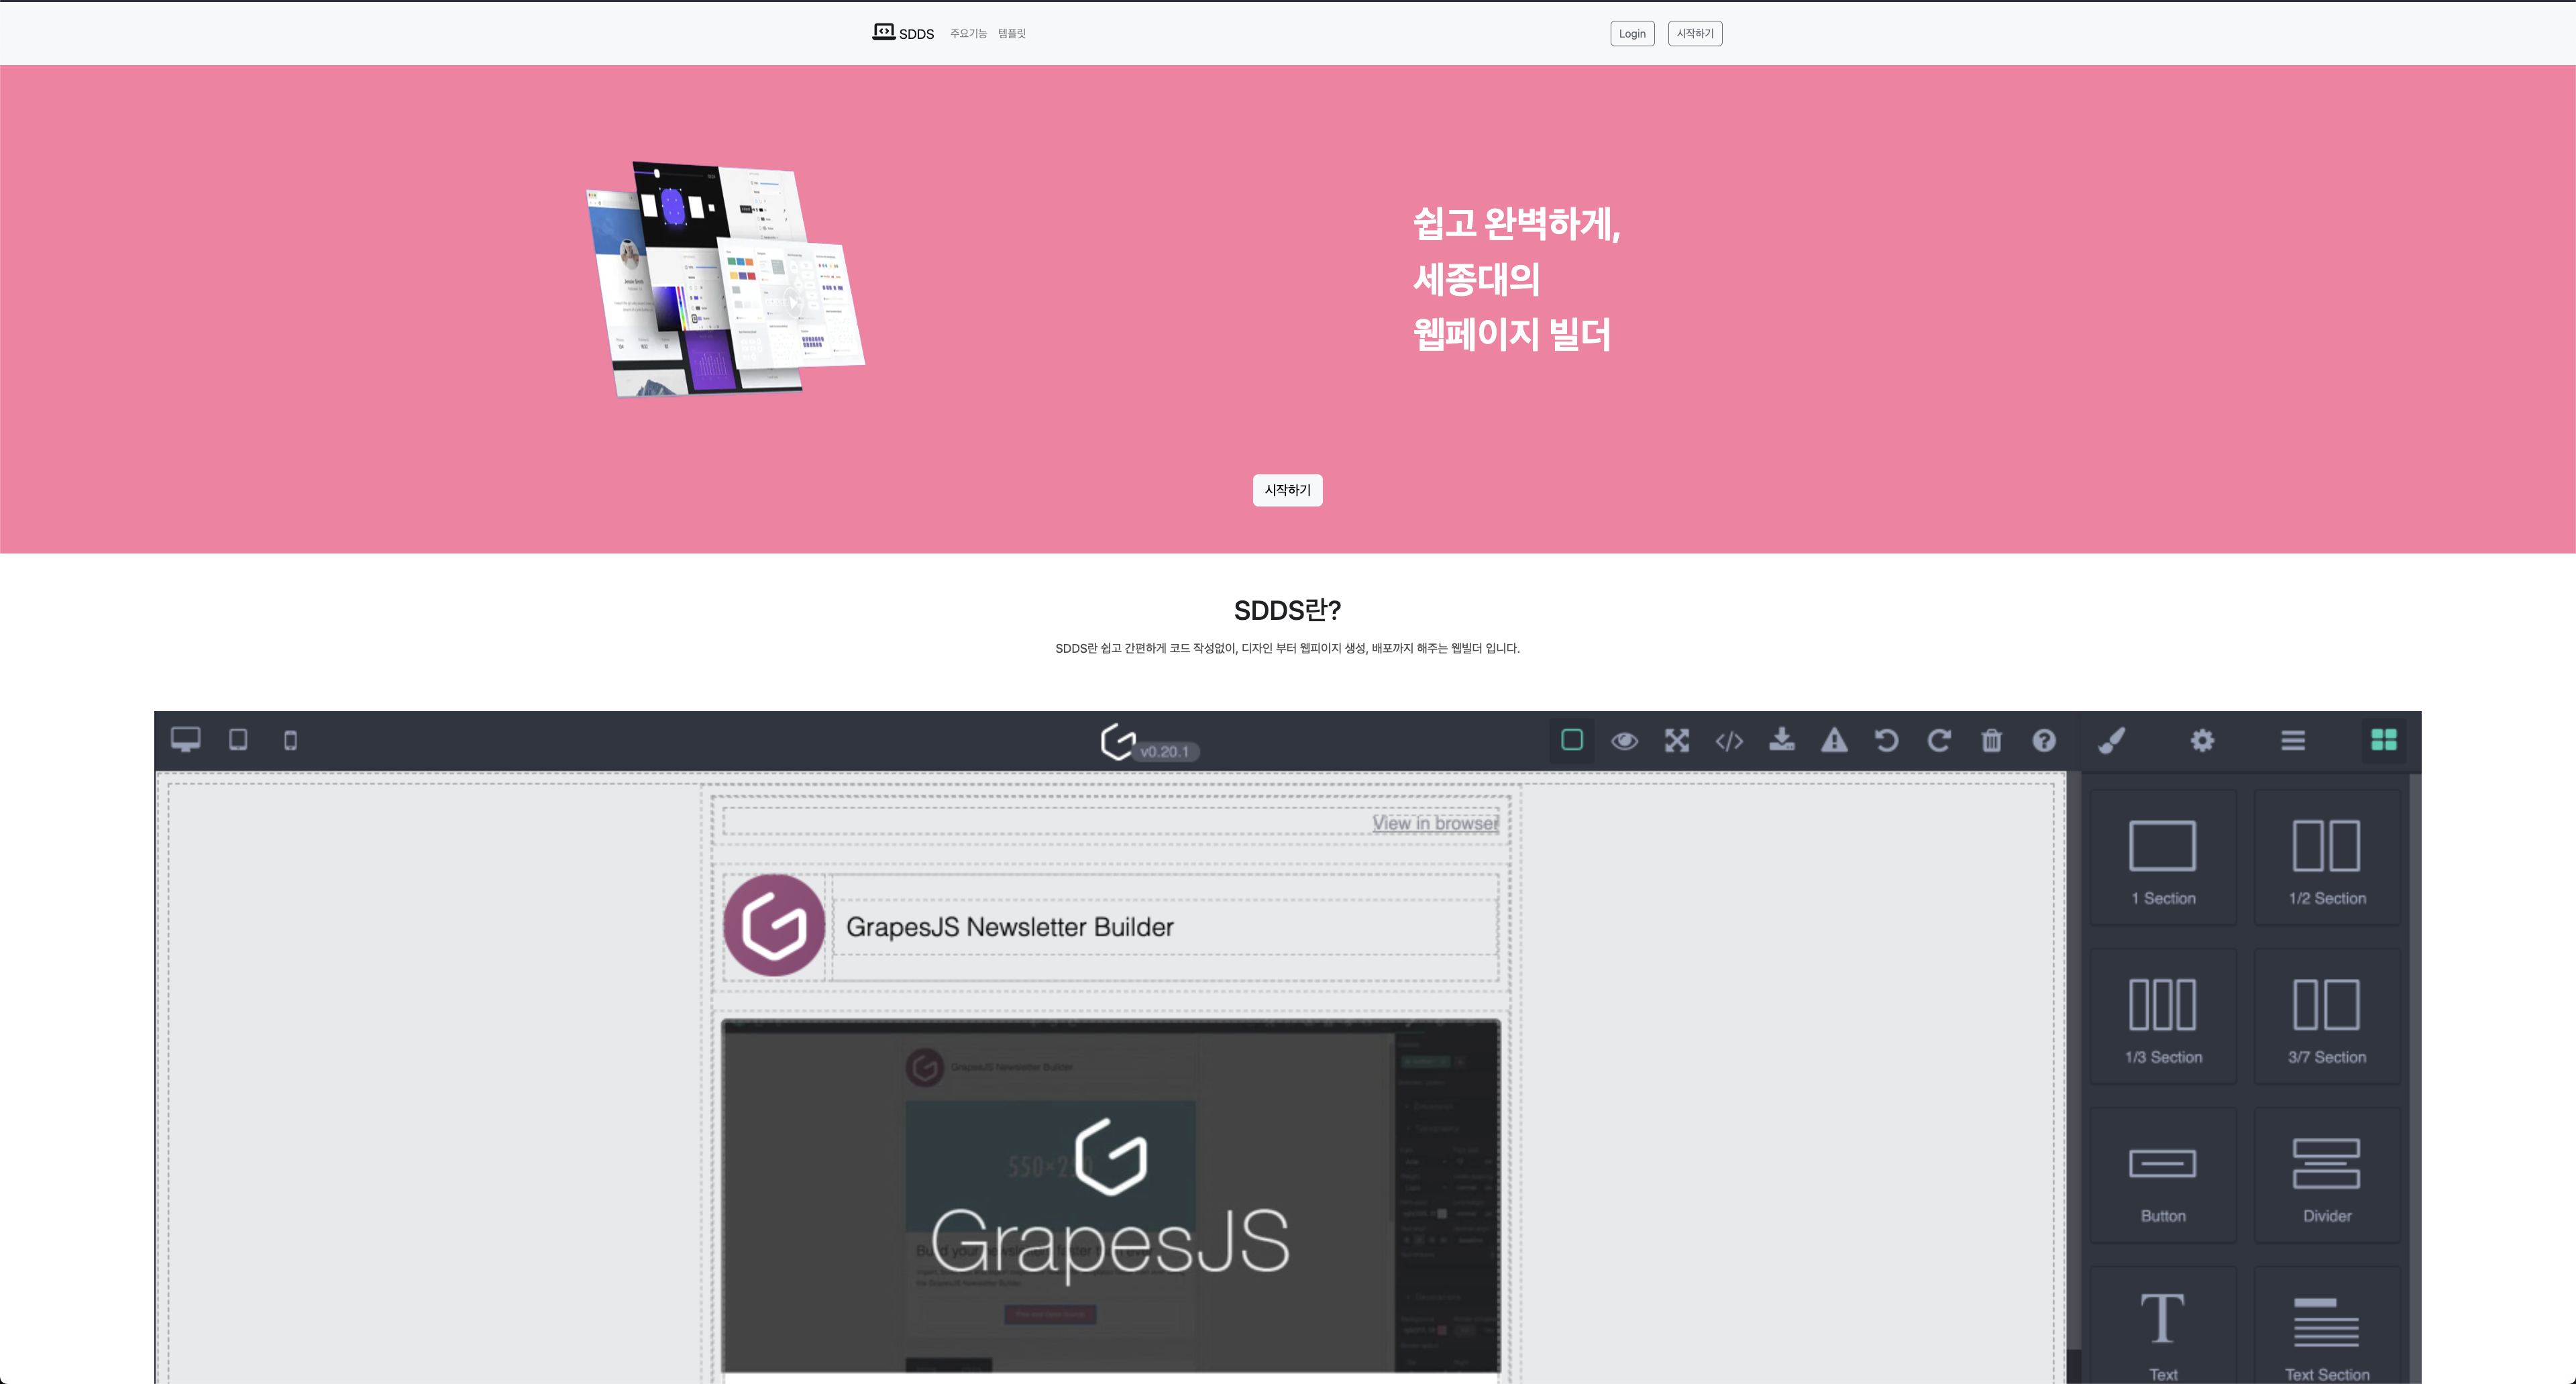 SDDS
주요기능
템플릿
Login
시작하기
쉽고 완벽하게,
세종대의
웹페이지 빌더
시작하기
SDDS란?
SDDS란 쉽고 간편하게 코드 작성없이, 디자인 부터 웹피이지 생성, 배포까지 해주는 웹빌더 입니다.
v0.20.1
View in browser
GrapesJS Newsletter Builder
GrapesJS Newsletter Builder
550×250
GrapesJS
1 Section
1/2 Section
1/3 Section
3/7 Section
Button
Divider
Text
Text Section